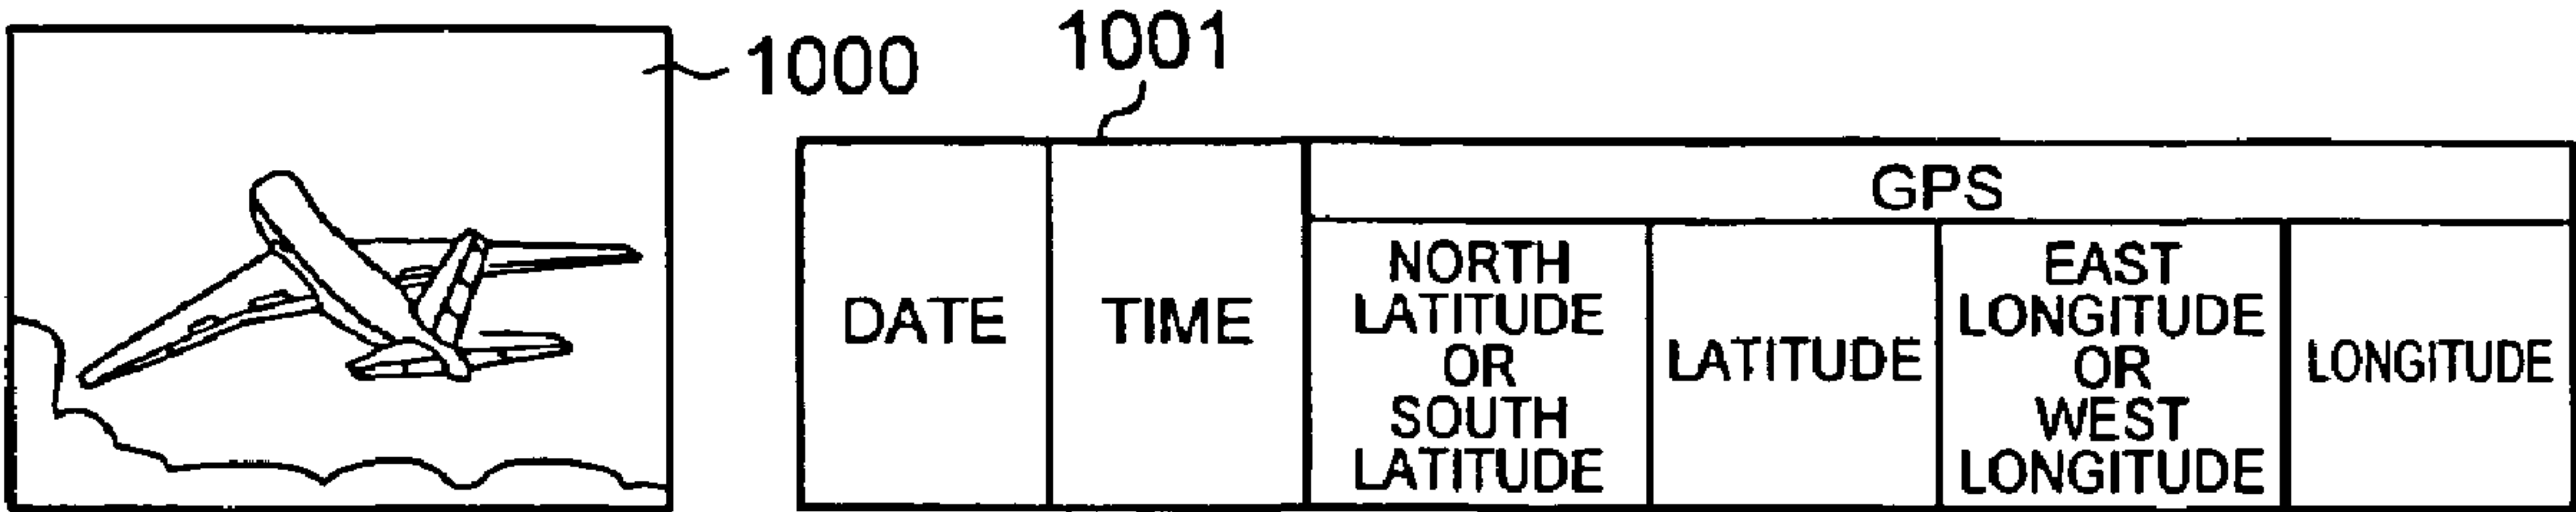 1000
1001
GPS
DATE
TIME
NORTH
LATITUDE
OR
SOUTH
LATITUDE
LATITUDE
EAST
LONGITUDE
OR
WEST
LONGITUDE
LONGITUDE